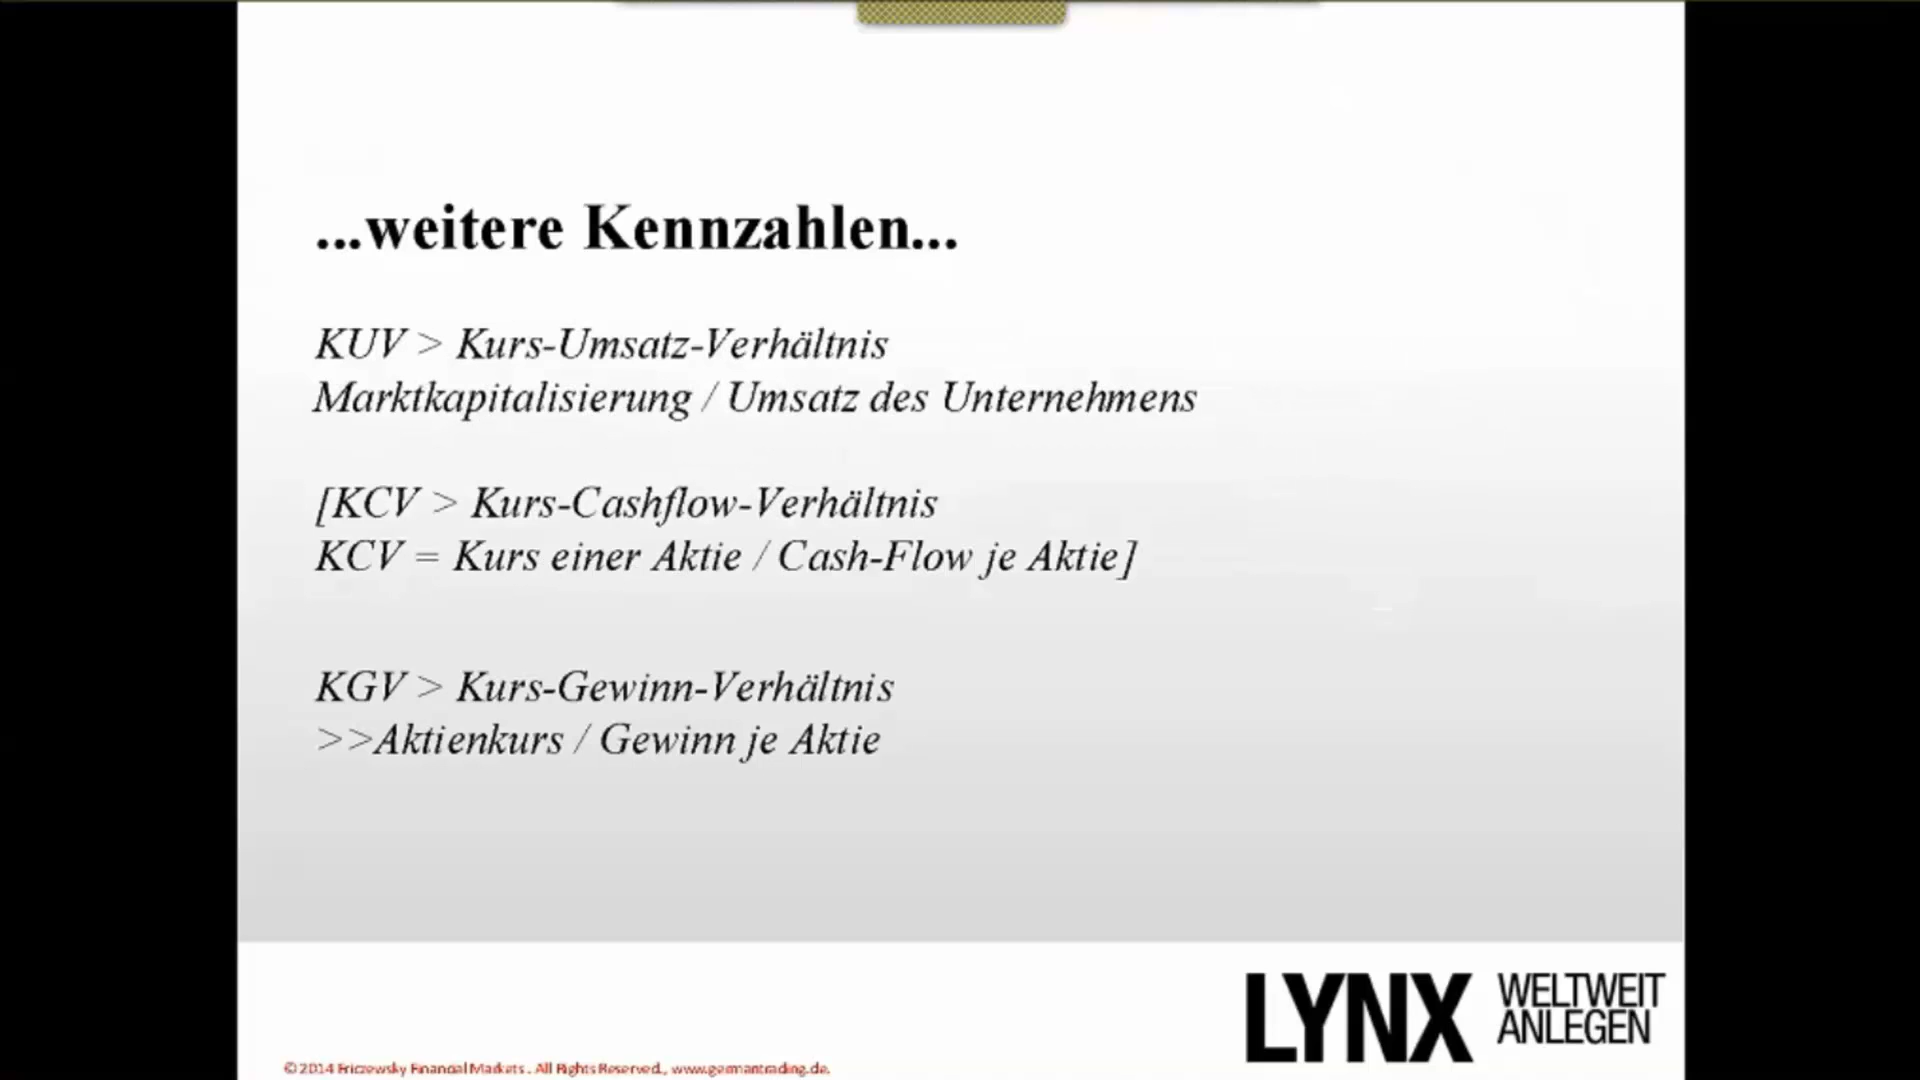 ...weitere Kennzahlen...
KUV > Kurs-Umsatz-Verhältnis
Marktkapitalisierung / Umsatz des Unternehmens
[KCV > Kurs-Cashflow-Verhältnis
KCV = Kurs einer Aktie / Cash-Flow je Aktie]
KGV > Kurs-Gewinn-Verhältnis
>>Aktienkurs / Gewinn je Aktie
LYNX WELTWEIT
ANLEGEN
© 2014 Friczewsky Financial Markets . All Rights Reserved., www.germantrading.de.